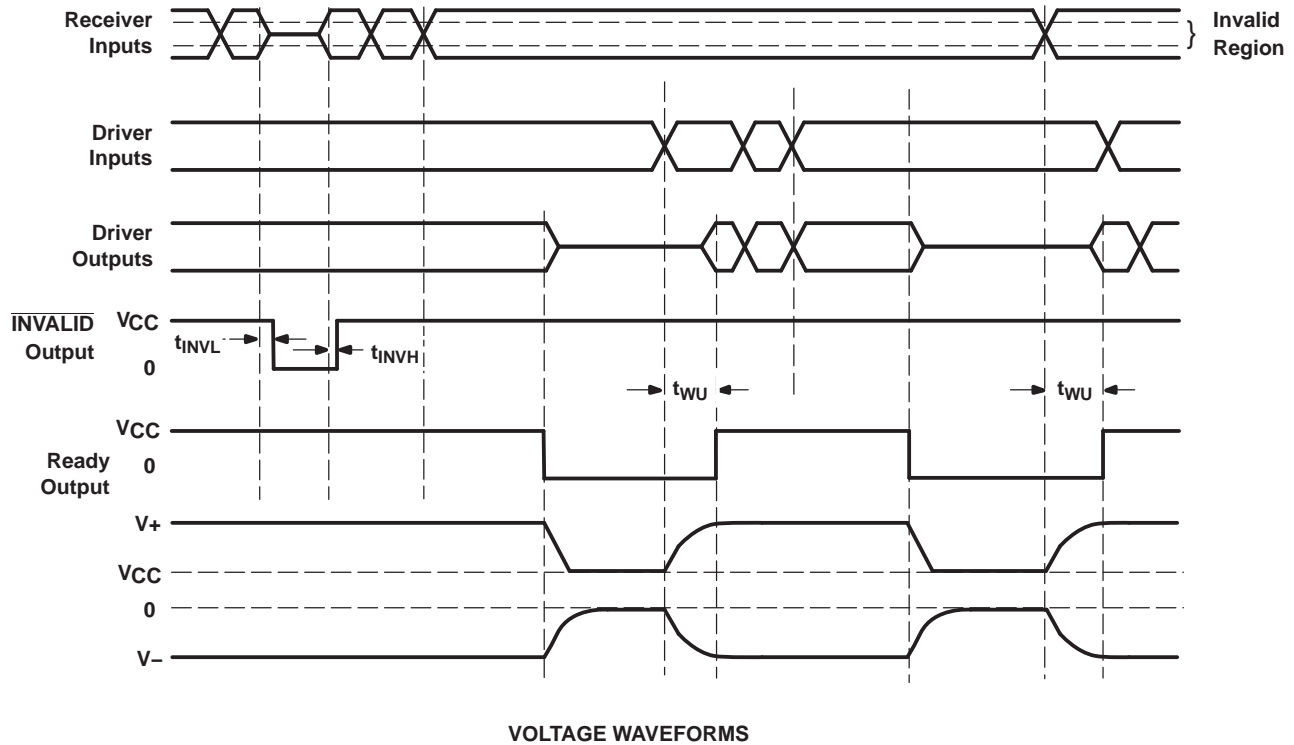 Receiver
Inputs
Invalid
Region
}
Driver
Inputs
Driver
Outputs
INVALID
Output
VCC
0
tINVL
tINVH
tWU
tWU
VCC
Ready
Output
0
V+
VCC
0
V–
VOLTAGE WAVEFORMS